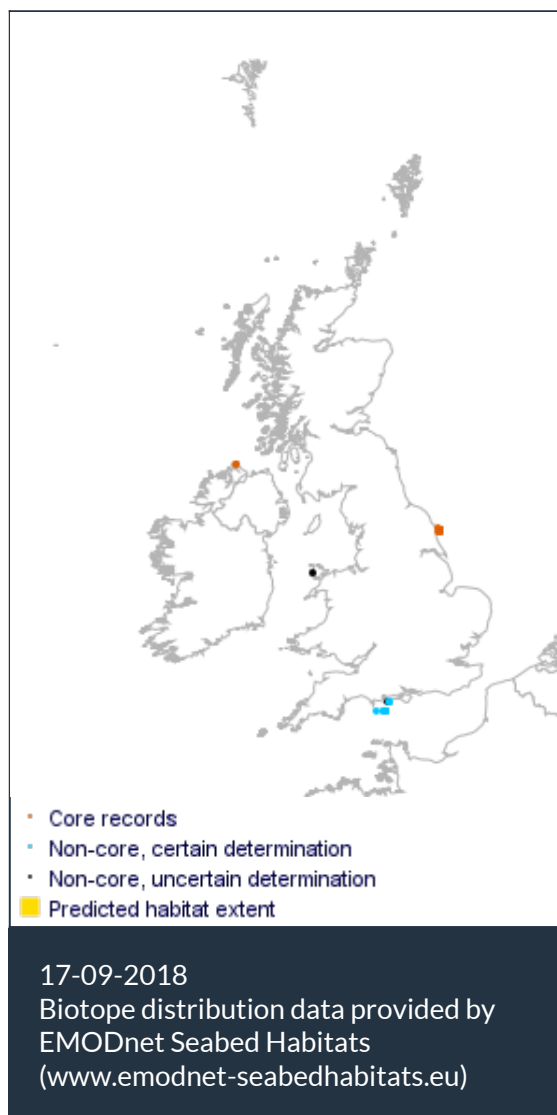 Core records
Non-core, certain determination
Non-core, uncertain determination
Predicted habitat extent
17-09-2018
Biotope distribution data provided by
EMODnet Seabed Habitats
(www.emodnet-seabedhabitats.eu)